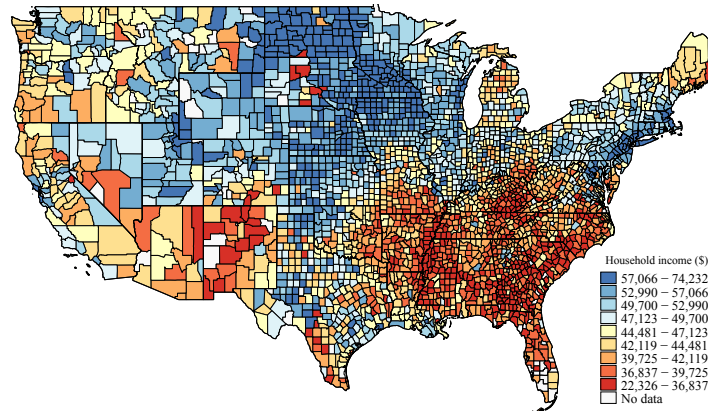 Household income ($)
57,066 – 74,232
52,990 – 57,066
49,700 – 52,990
47,123 – 49,700
44,481 – 47,123
42,119 – 44,481
39,725 – 42,119
36,837 – 39,725
22,326 – 36,837
No data